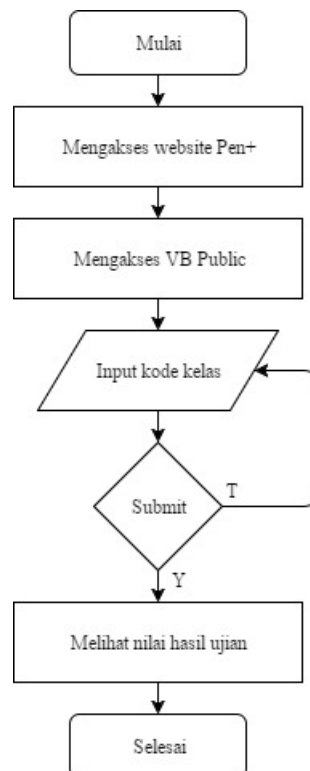 Mulai
Mengakses website Pen+
Mengakses VB Public
Input kode kelas
Submit
T
Y
Melihat nilai hasil ujian
Selesai